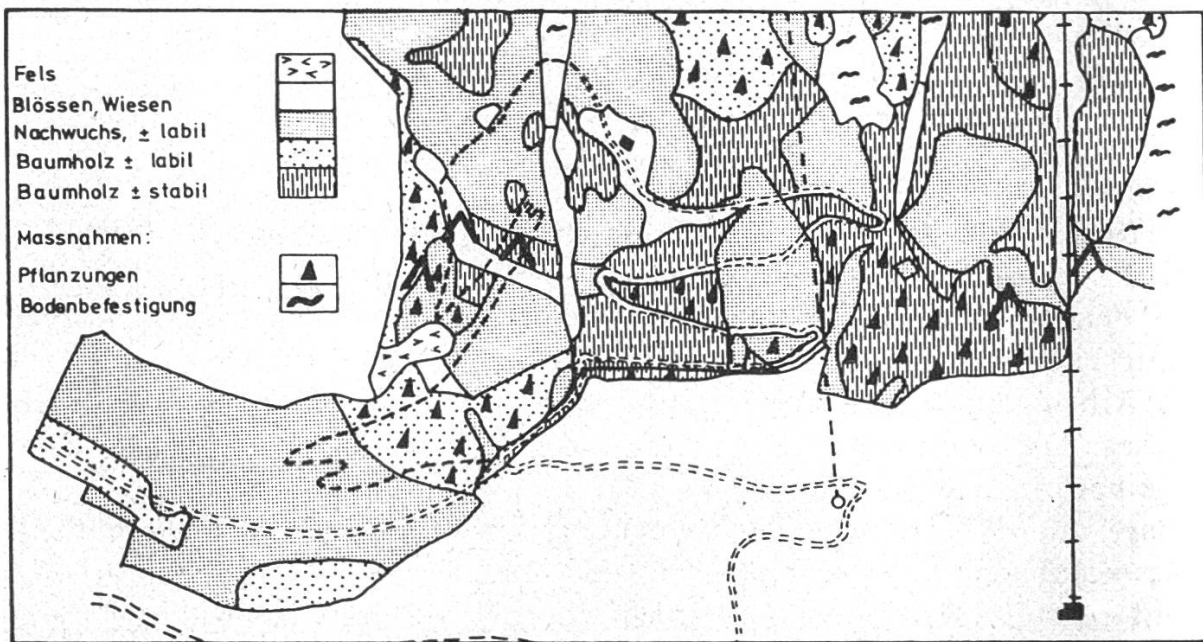 Fels
Blössen, Wiesen
Nachwuchs, ± labil
Baumholz ± labil
Baumholz ± stabil
Massnahmen:
Pflanzungen
Bodenbefestigung